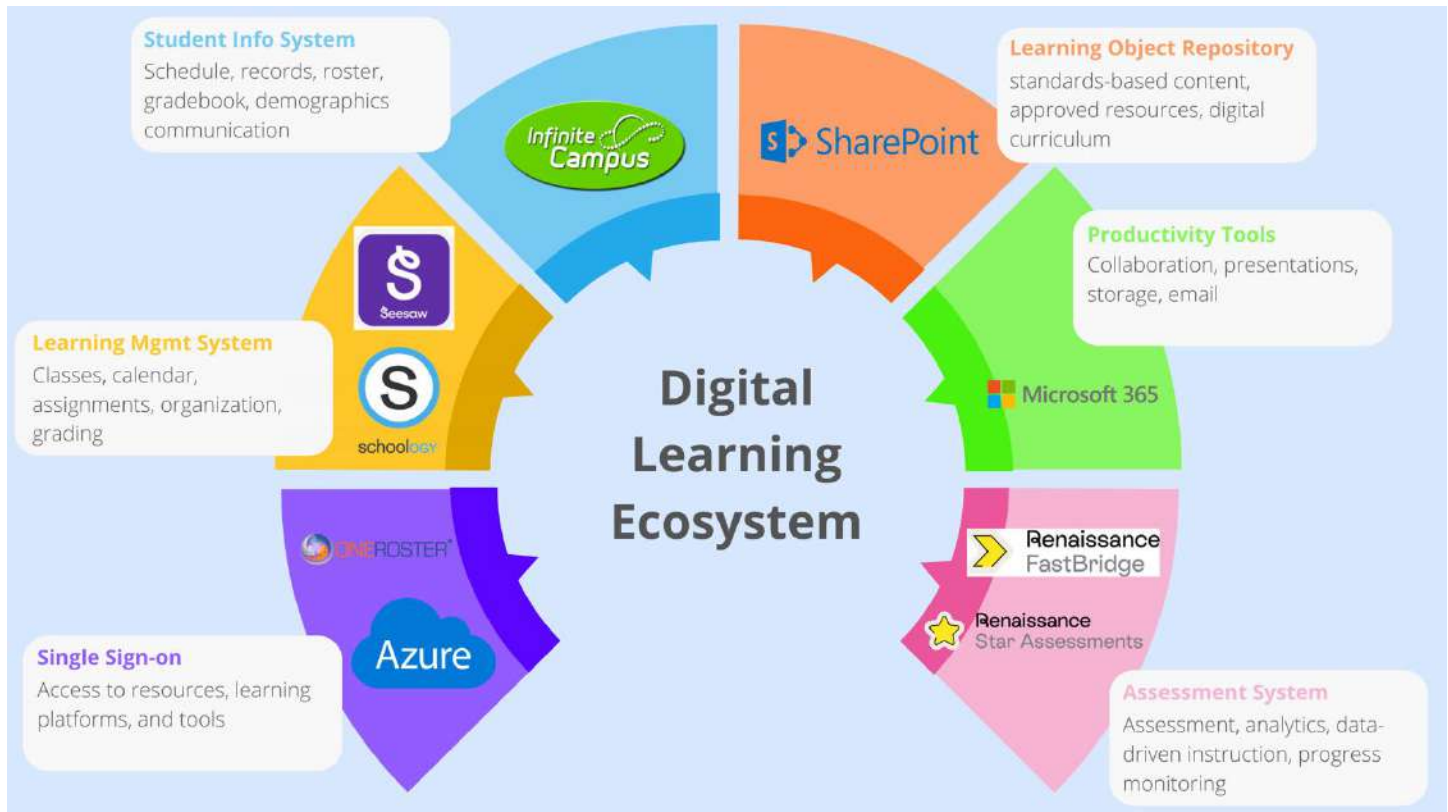 Student Info System
Schedule, records, roster,
gradebook, demographics
communication
Infinite
Campus
S
SharePoint
Learning Object Repository
standards-based content,
approved resources, digital
curriculum
Productivity Tools
Collaboration, presentations,
storage, email
Microsoft 365
S
Seesaw
Learning Mgmt System
Classes, calendar,
assignments, organization,
grading
S
schoology
Digital
Learning
Ecosystem
ONEROSTER®
Azure
Single Sign-on
Access to resources, learning
platforms, and tools
Renaissance
FastBridge
Renaissance
Star Assessments
Assessment System
Assessment, analytics, data-
driven instruction, progress
monitoring